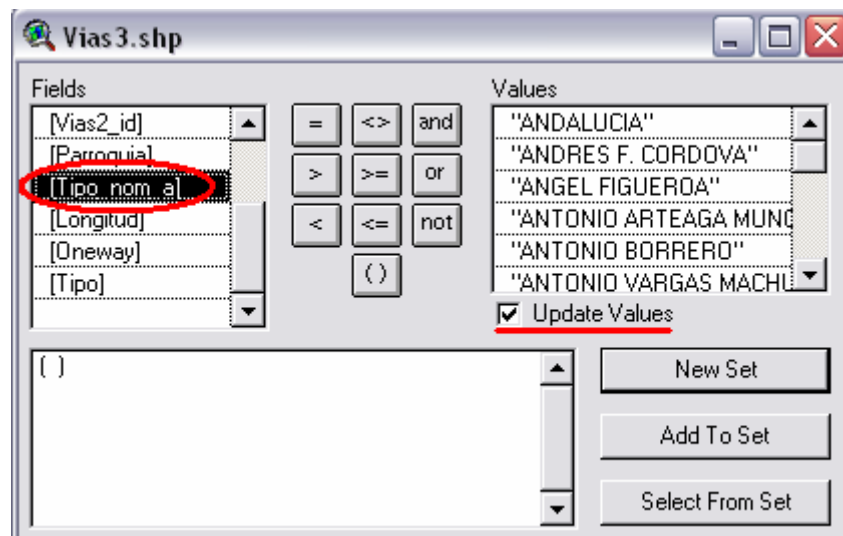 Vias3.shp
Fields
Values
[Vias2_id]
[Parroquia]
[Tipo_nom_a]
[Longitud]
[Oneway]
[Tipo]
= <> and
> >= or
< <= not
( )
"ANDALUCIA"
"ANDRES F. CORDOVA"
"ANGEL FIGUEROA"
"ANTONIO ARTEAGA MUNO
"ANTONIO BORRERO"
"ANTONIO VARGAS MACHU
Update Values
( )
New Set
Add To Set
Select From Set